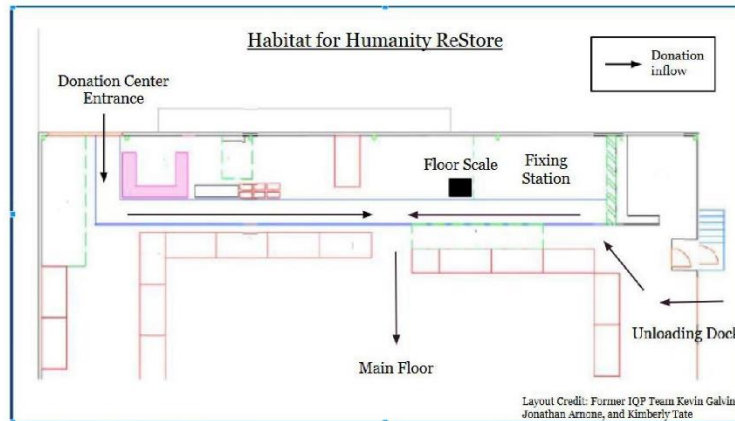 Habitat for Humanity ReStore
Donation
inflow
Donation Center
Entrance
Floor Scale
Fixing
Station
Unloading Dock
Main Floor
Layout Credit: Former IQP Team Kevin Galvin
Jonathan Arnone, and Kimberly Tate